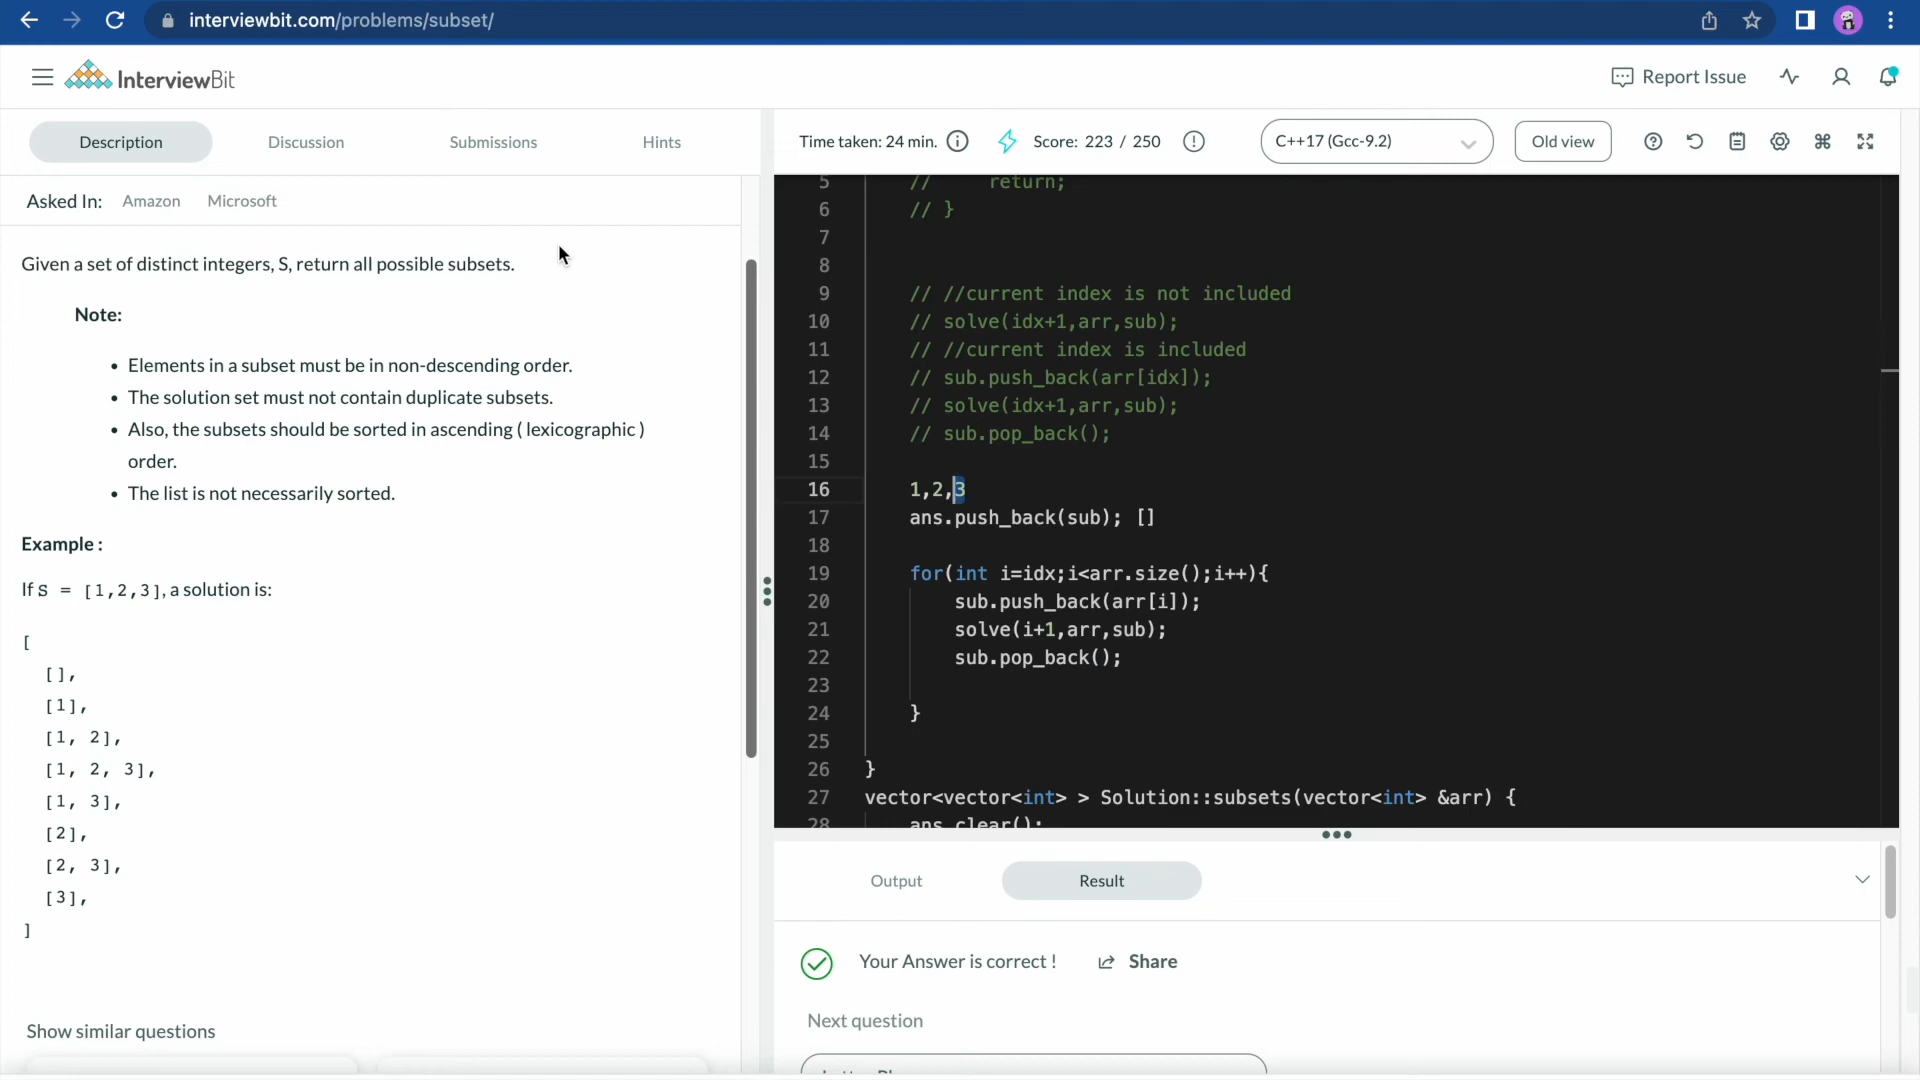 interviewbit.com/problems/subset/
InterviewBit
Report Issue
Description
Discussion
Submissions
Hints
Time taken: 24 min.
Score: 223 / 250
C++17 (Gcc-9.2)
Old view
Asked In: Amazon Microsoft
Given a set of distinct integers, S, return all possible subsets.
Note:
• Elements in a subset must be in non-descending order.
• The solution set must not contain duplicate subsets.
• Also, the subsets should be sorted in ascending ( lexicographic )
order.
• The list is not necessarily sorted.
Example :
If S = [1,2,3], a solution is:
[
[],
[1],
[1, 2],
[1, 2, 3],
[1, 3],
[2],
[2, 3],
[3],
]
Show similar questions
5 // return;
6 // }
7
8
9 // //current index is not included
10 // solve(idx+1,arr,sub);
11 // //current index is included
12 // sub.push_back(arr[idx]);
13 // solve(idx+1,arr,sub);
14 // sub.pop_back();
15
16 1,2,3
17 ans.push_back(sub); []
18
19 for(int i=idx;i<arr.size();i++){
20 sub.push_back(arr[i]);
21 solve(i+1,arr,sub);
22 sub.pop_back();
23
24 }
25
26 }
27 vector<vector<int> > Solution::subsets(vector<int> &arr) {
28 ans.clear();
Output
Result
Your Answer is correct !
Share
Next question